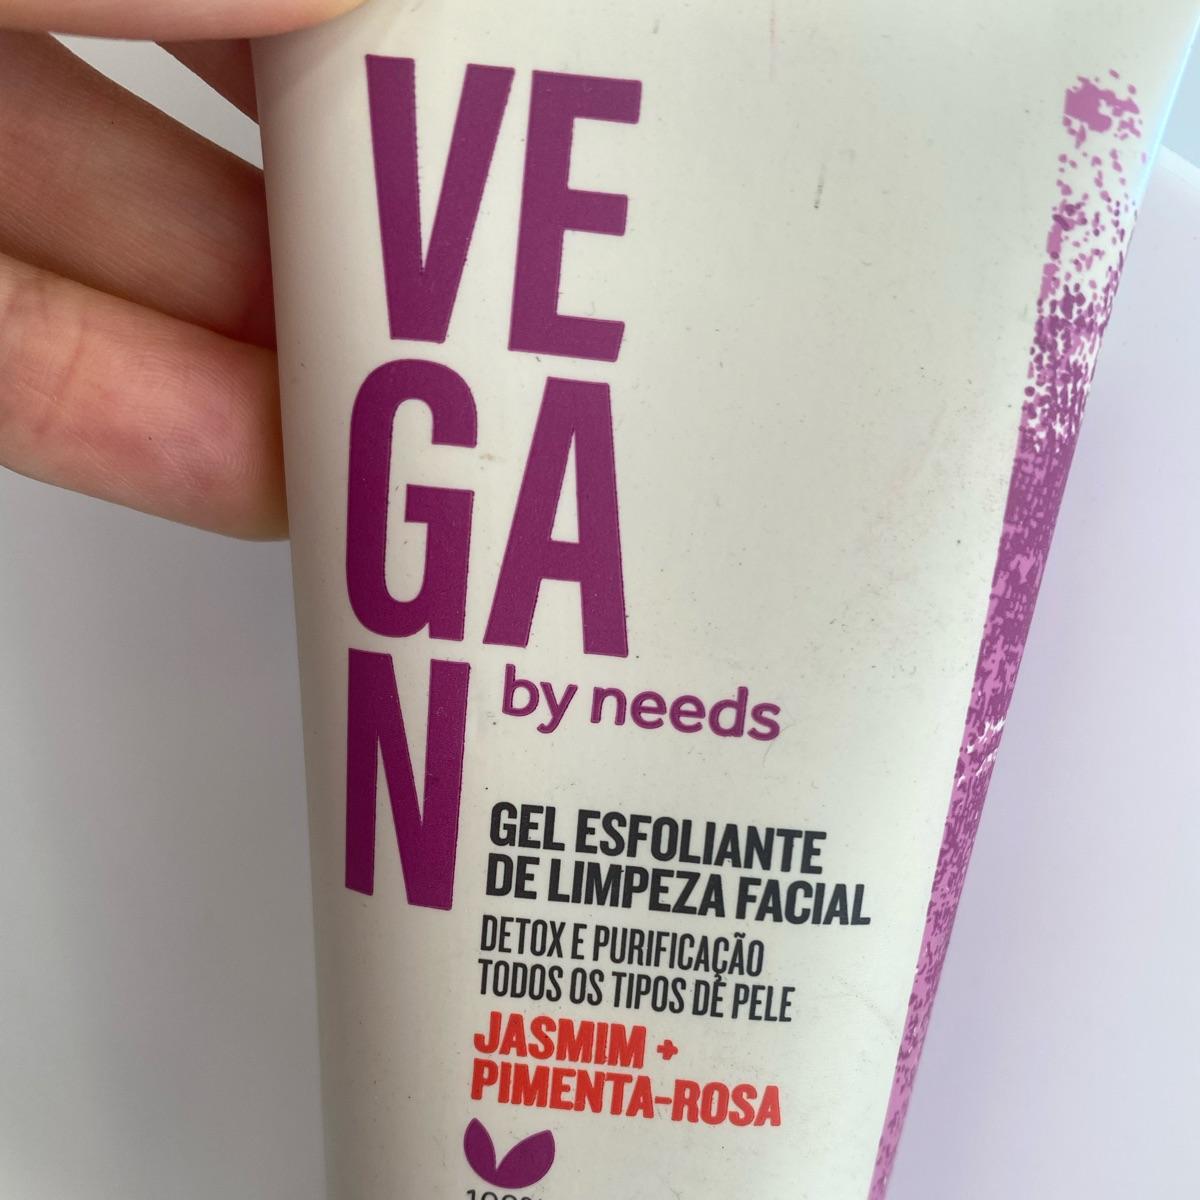 VE
GA
N
by needs
GEL ESFOLIANTE
DE LIMPEZA FACIAL
DETOX E PURIFICAÇÃO
TODOS OS TIPOS DE PELE
JASMIM +
PIMENTA-ROSA